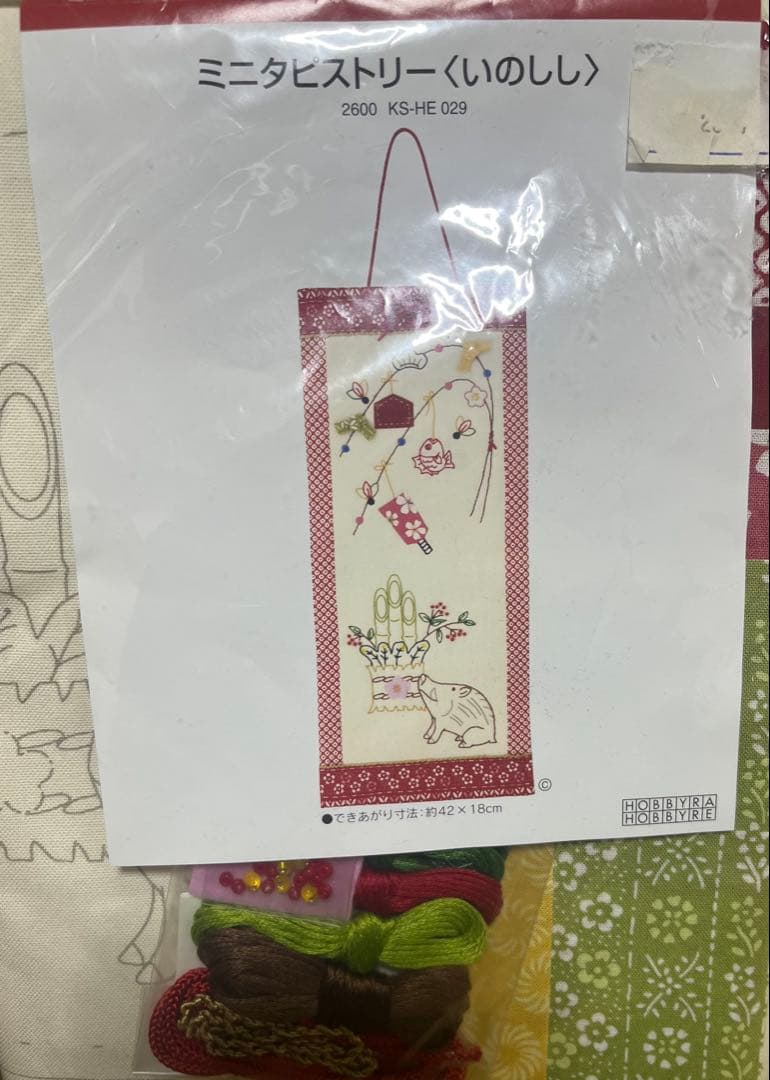 ミニタピストリー〈いのしし〉
2600 KS-HE 029
©
●できあがり寸法:約42×18cm
HOBBYRA
HOBBYRE